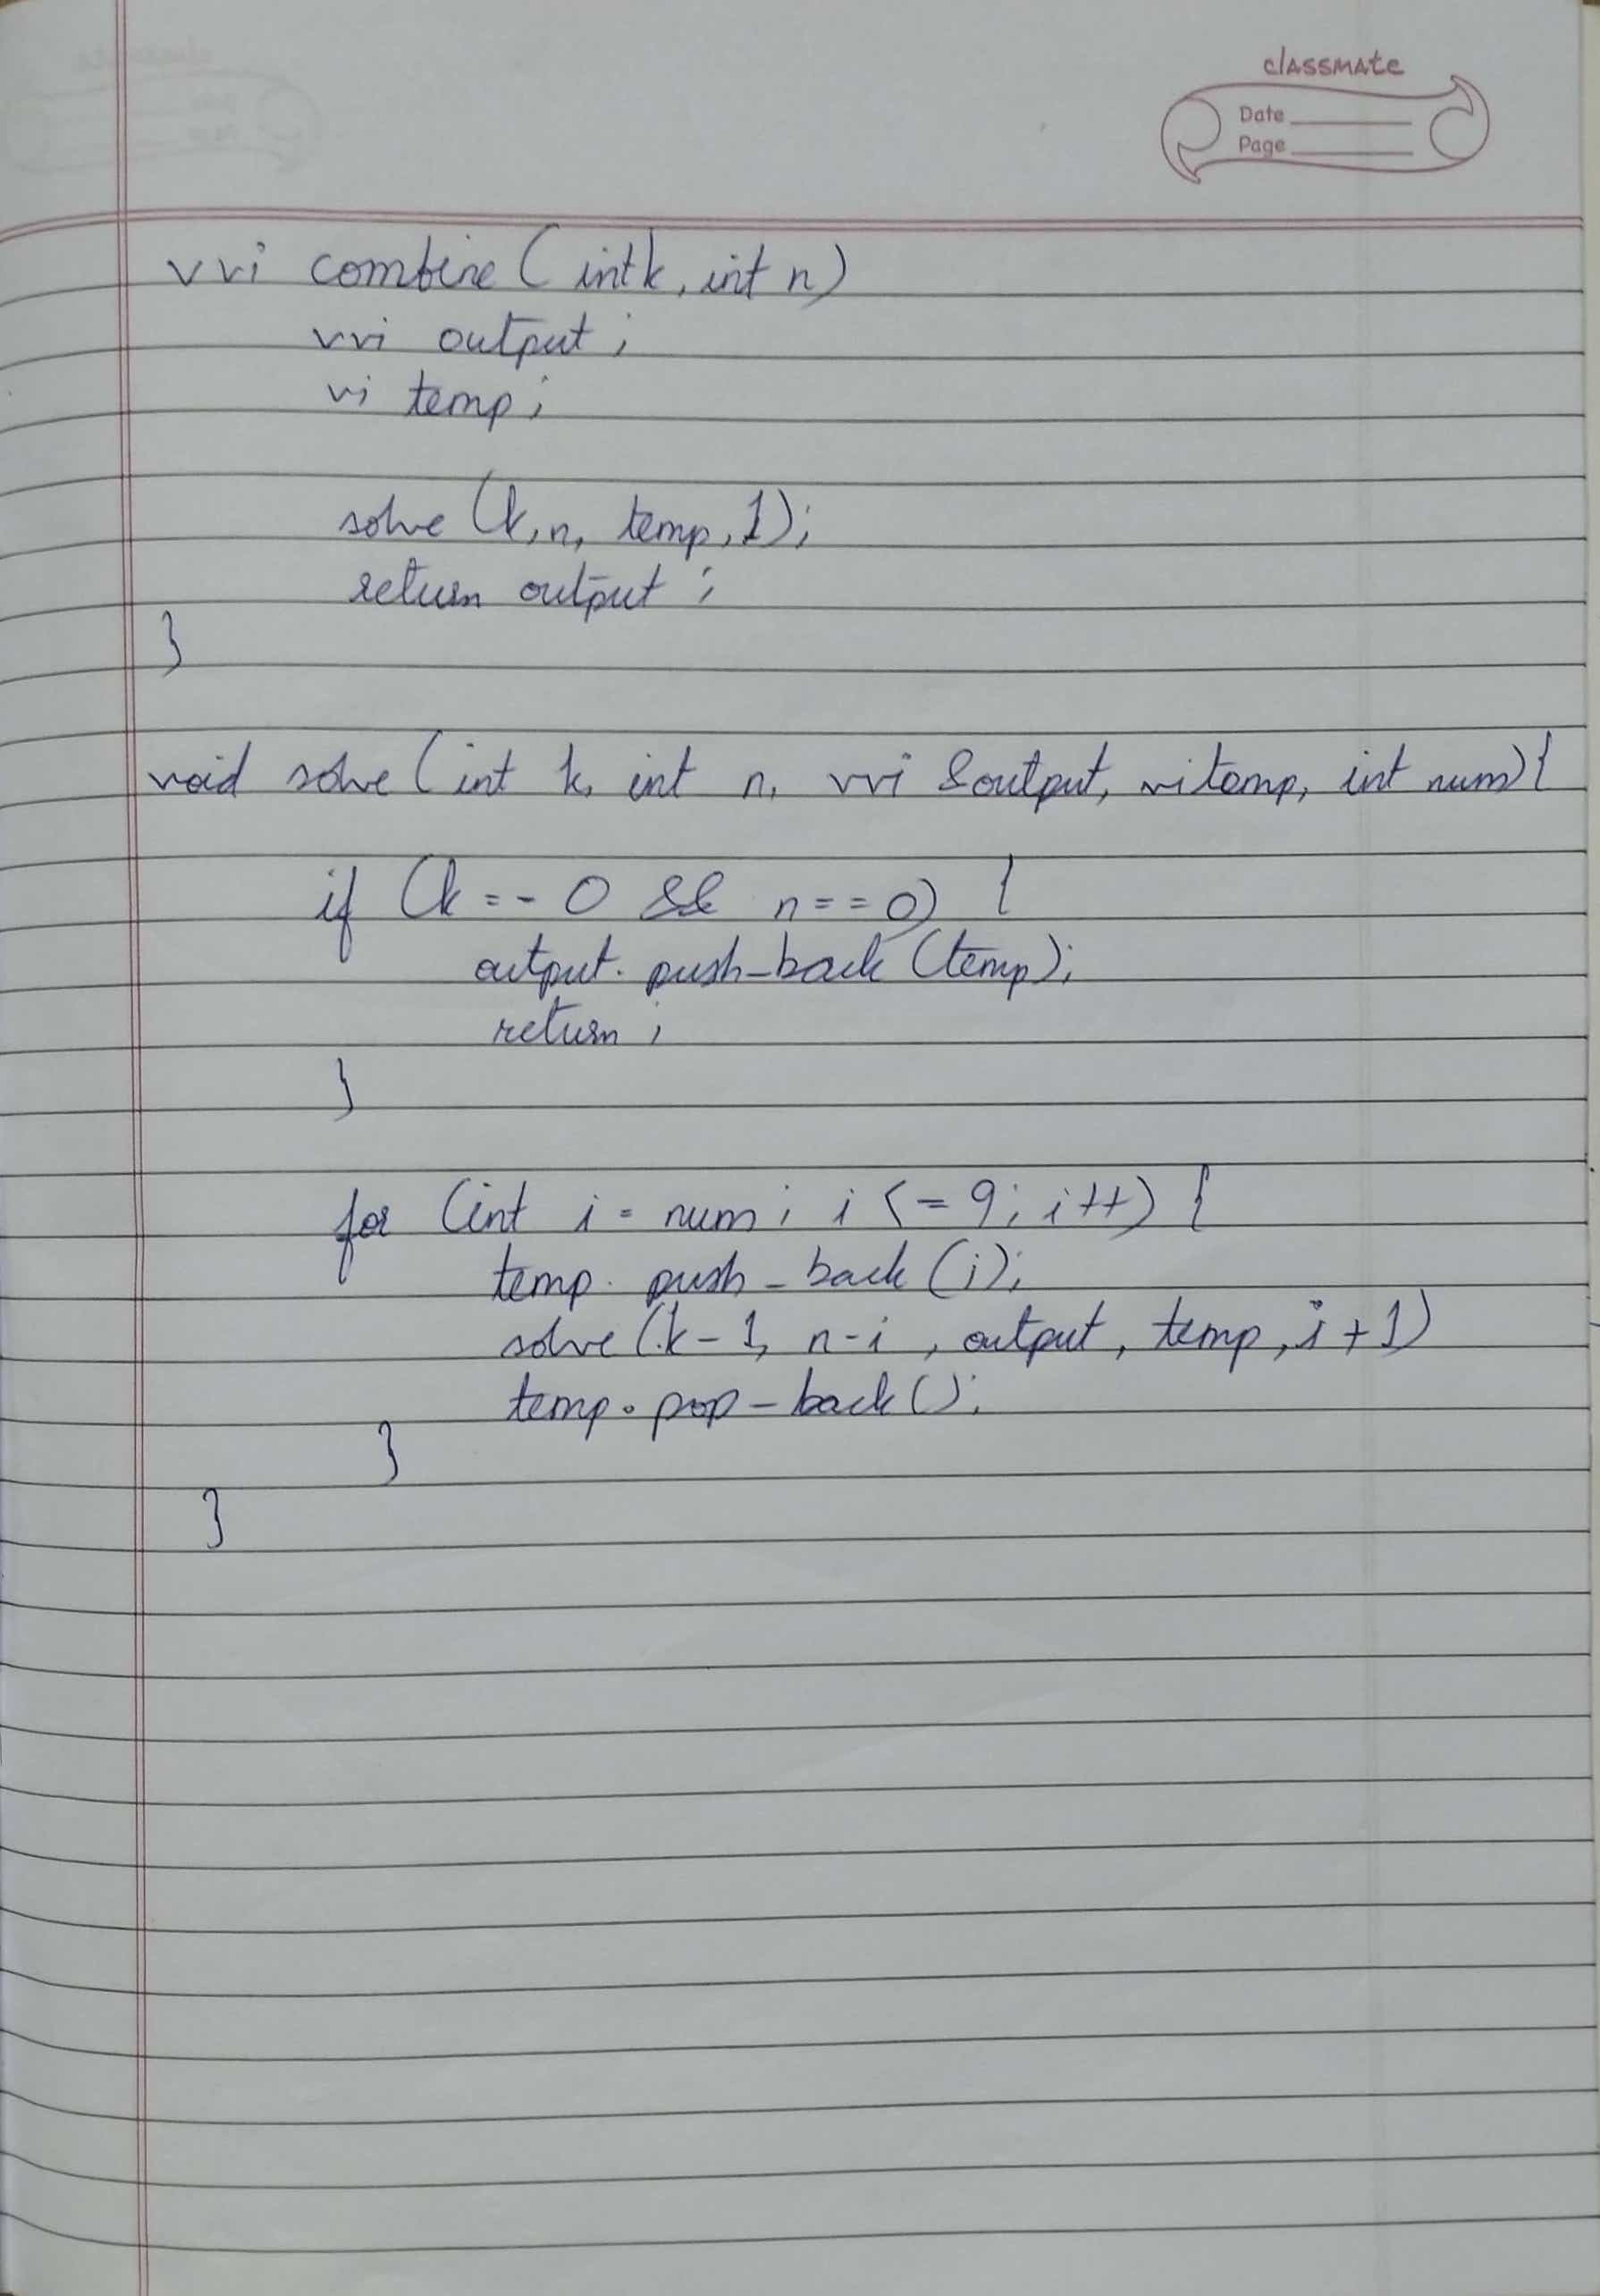 classmate
Date
Page
vvi combine (int k, int n)
vvi output;
vi temp;
solve (k, n, temp, 1);
return output;
}
void solve (int k, int n, vvi &output, vi temp, int num) {
if (k == 0 && n == 0) {
output. push_back (temp);
return;
}
for (int i = num; i <= 9; i++) {
temp. push_back (i);
solve (k-1, n-i, output, temp, i+1)
temp.pop_back();
}
}